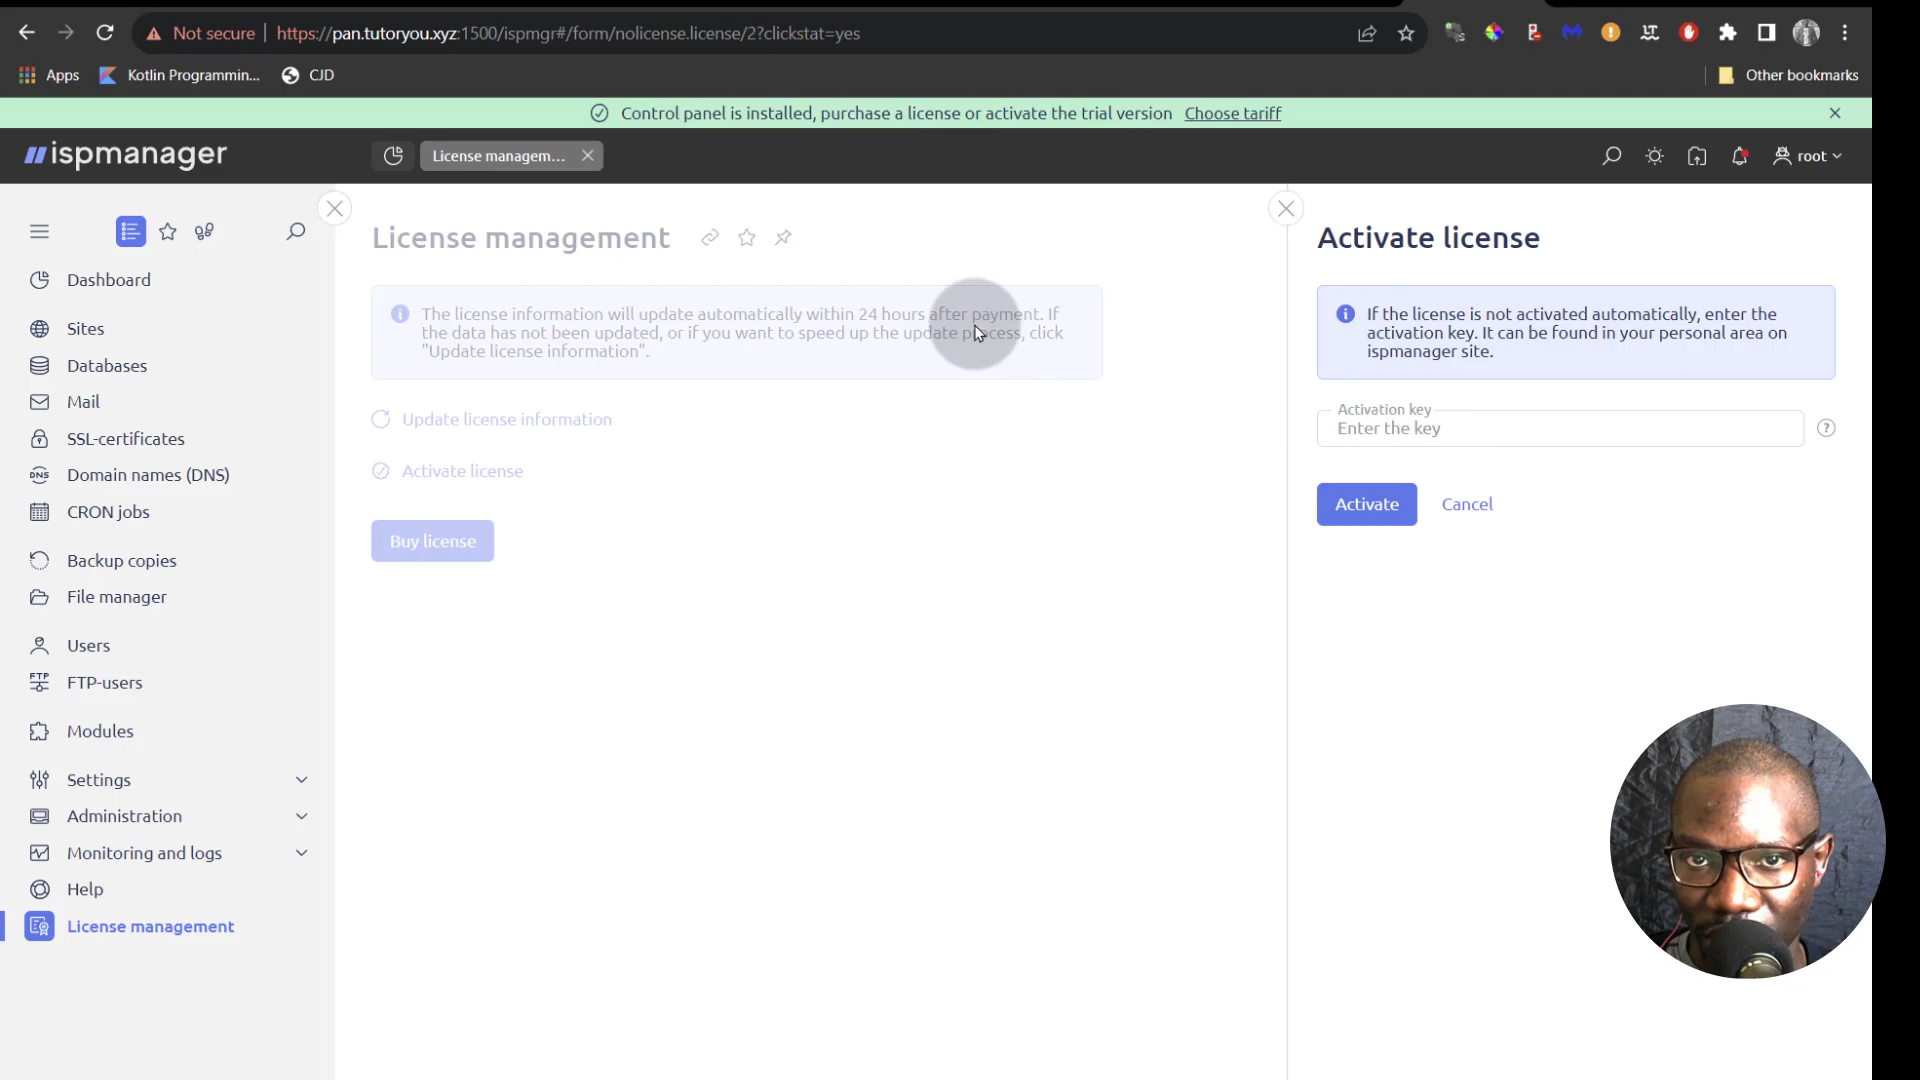 Not secure https://pan.tutoryou.xyz:1500/ispmgr#/form/nolicense.license/2?clickstat=yes
Apps Kotlin Programmin... CJD Other bookmarks
Control panel is installed, purchase a license or activate the trial version Choose tariff
ispmanager License managem... root
License management
The license information will update automatically within 24 hours after payment. If
the data has not been updated, or if you want to speed up the update process, click
"Update license information".
Update license information
Activate license
Buy license
Activate license
If the license is not activated automatically, enter the
activation key. It can be found in your personal area on
ispmanager site.
Activation key
Enter the key
Activate Cancel
Dashboard
Sites
Databases
Mail
SSL-certificates
DNS Domain names (DNS)
CRON jobs
Backup copies
File manager
Users
FTP FTP-users
Modules
Settings
Administration
Monitoring and logs
Help
License management